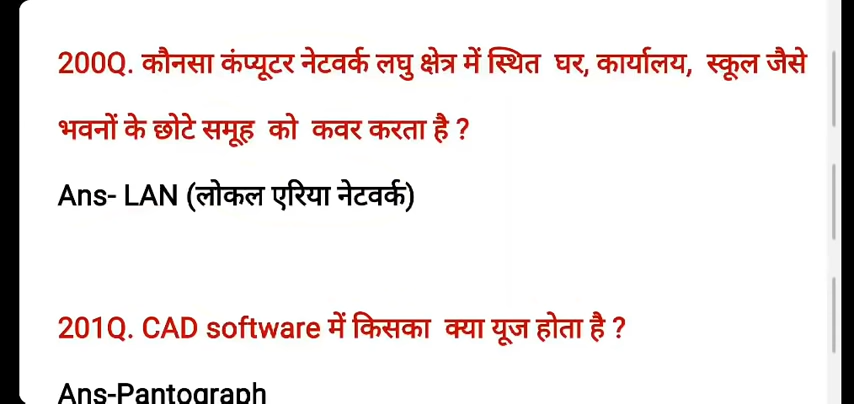 200Q. कौनसा कंप्यूटर नेटवर्क लघु क्षेत्र में स्थित घर, कार्यालय, स्कूल जैसे
भवनों के छोटे समूह को कवर करता है ?
Ans- LAN (लोकल एरिया नेटवर्क)
201Q. CAD software में किसका क्या यूज होता है ?
Ans-Pantograph